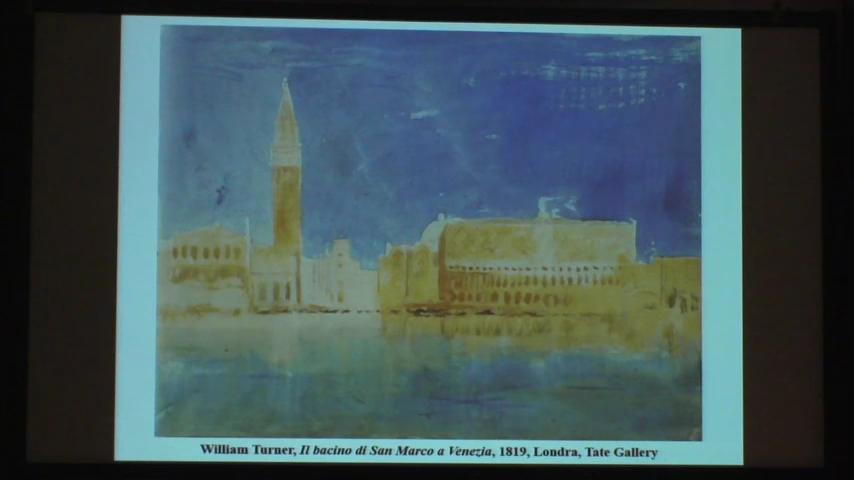 William Turner, Il bacino di San Marco a Venezia, 1819, Londra, Tate Gallery